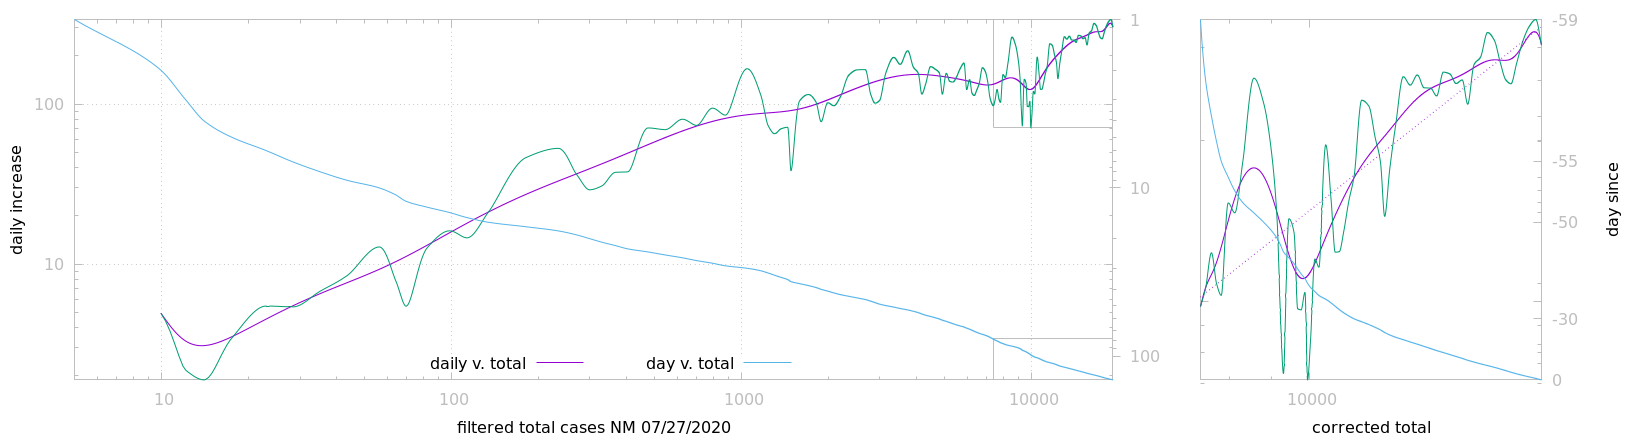 daily increase
100
10
daily v. total
day v. total
10
100
1000
10000
filtered total cases NM 07/27/2020
1
10
100
-59
-55
-50
-30
0
day since
10000
corrected total